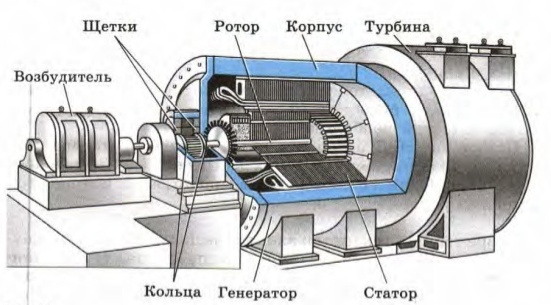 Щетки
Ротор
Корпус
Турбина
Возбудитель
Кольца
Генератор
Статор